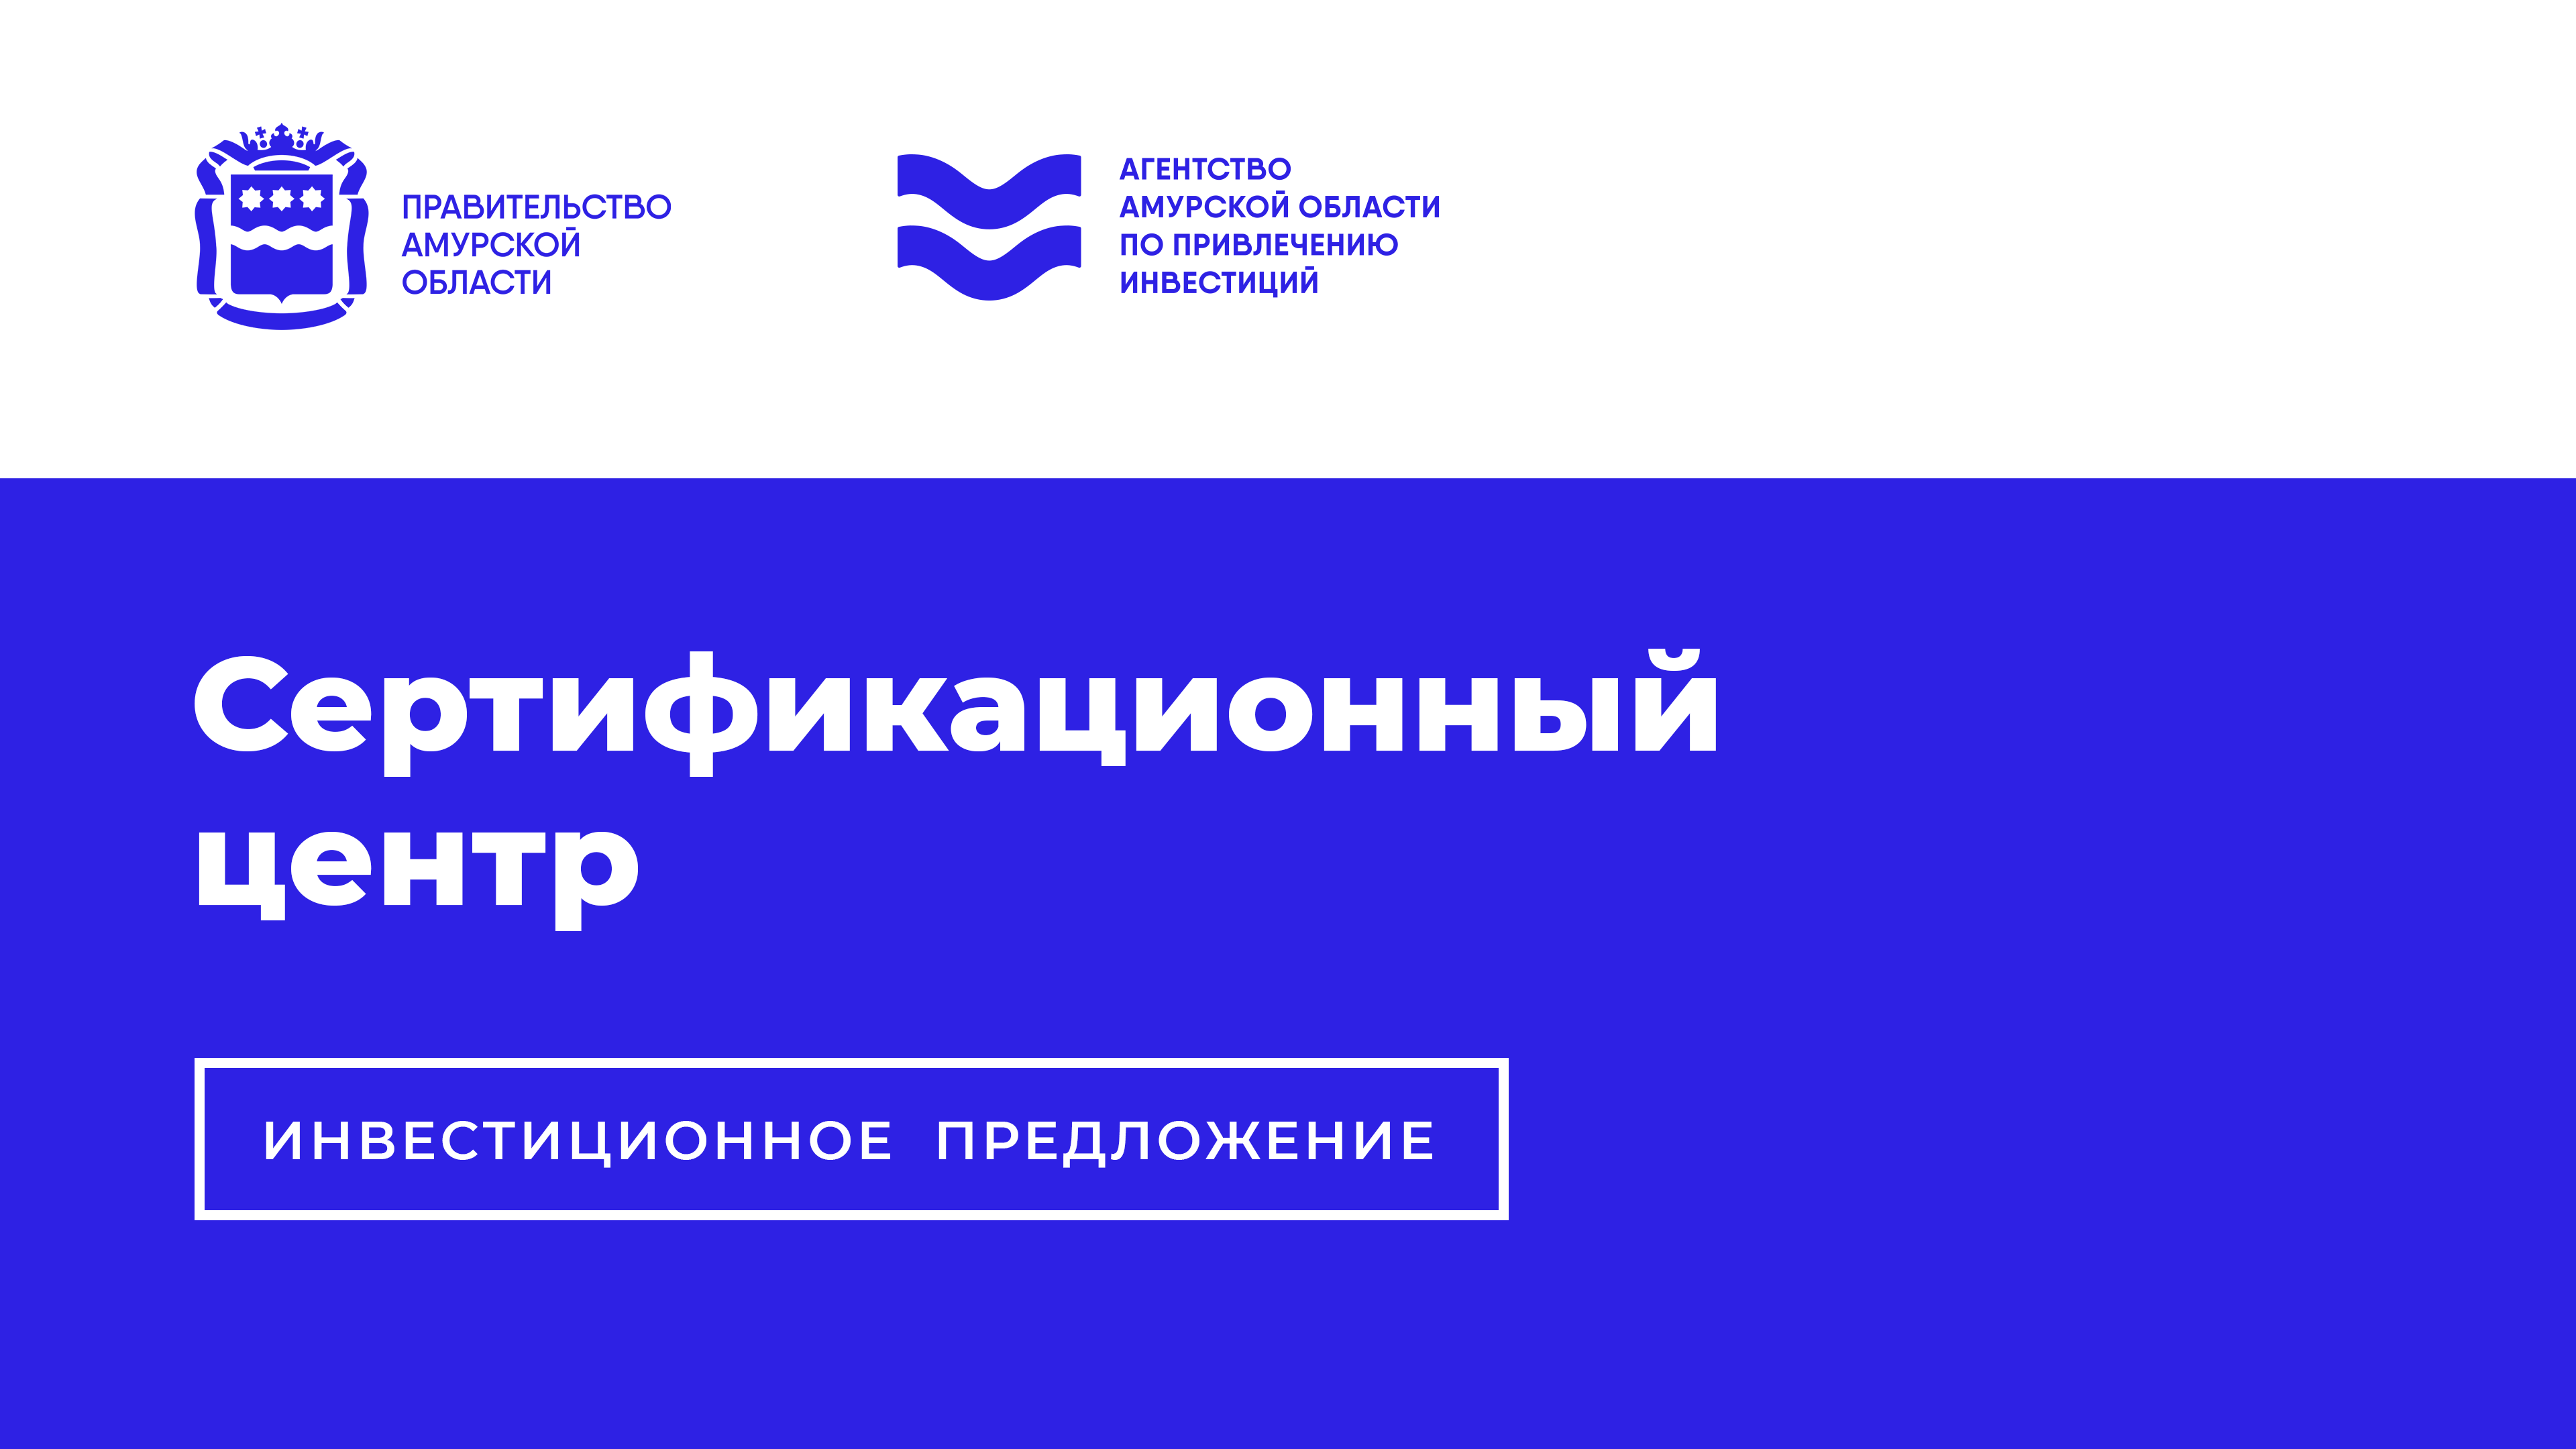 ПРАВИТЕЛЬСТВО
АМУРСКОЙ
ОБЛАСТИ
АГЕНТСТВО
АМУРСКОЙ ОБЛАСТИ
ПО ПРИВЛЕЧЕНИЮ
ИНВЕСТИЦИЙ
Сертификационный
центр
ИНВЕСТИЦИОННОЕ ПРЕДЛОЖЕНИЕ